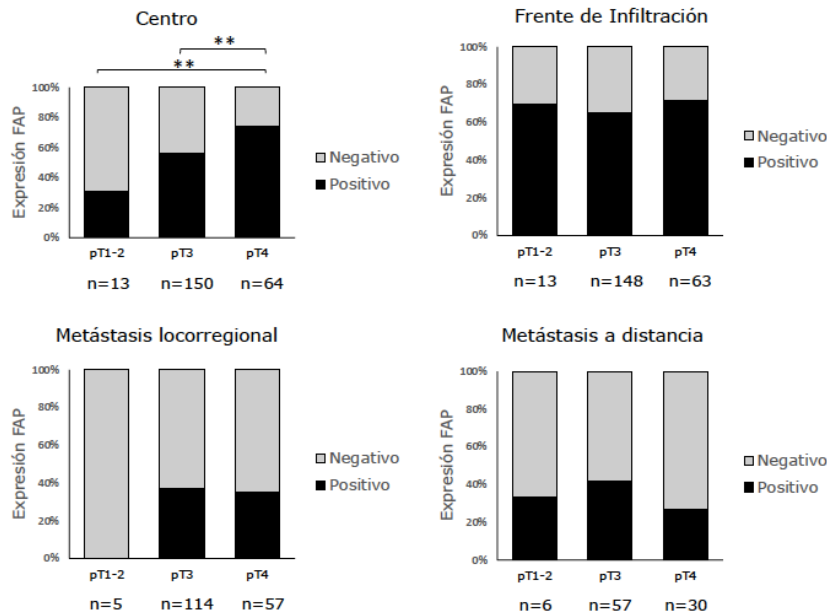 Centro
**
**
Expresión FAP
100%
80%
60%
40%
20%
0%
pT1-2 pT3 pT4
n=13 n=150 n=64
Negativo
Positivo
Frente de Infiltración
Expresión FAP
100%
80%
60%
40%
20%
0%
pT1-2 pT3 pT4
n=13 n=148 n=63
Negativo
Positivo
Metástasis locorregional
Expresión FAP
100%
80%
60%
40%
20%
0%
pT1-2 pT3 pT4
n=5 n=114 n=57
Negativo
Positivo
Metástasis a distancia
Expresión FAP
100%
80%
60%
40%
20%
0%
pT1-2 pT3 pT4
n=6 n=57 n=30
Negativo
Positivo